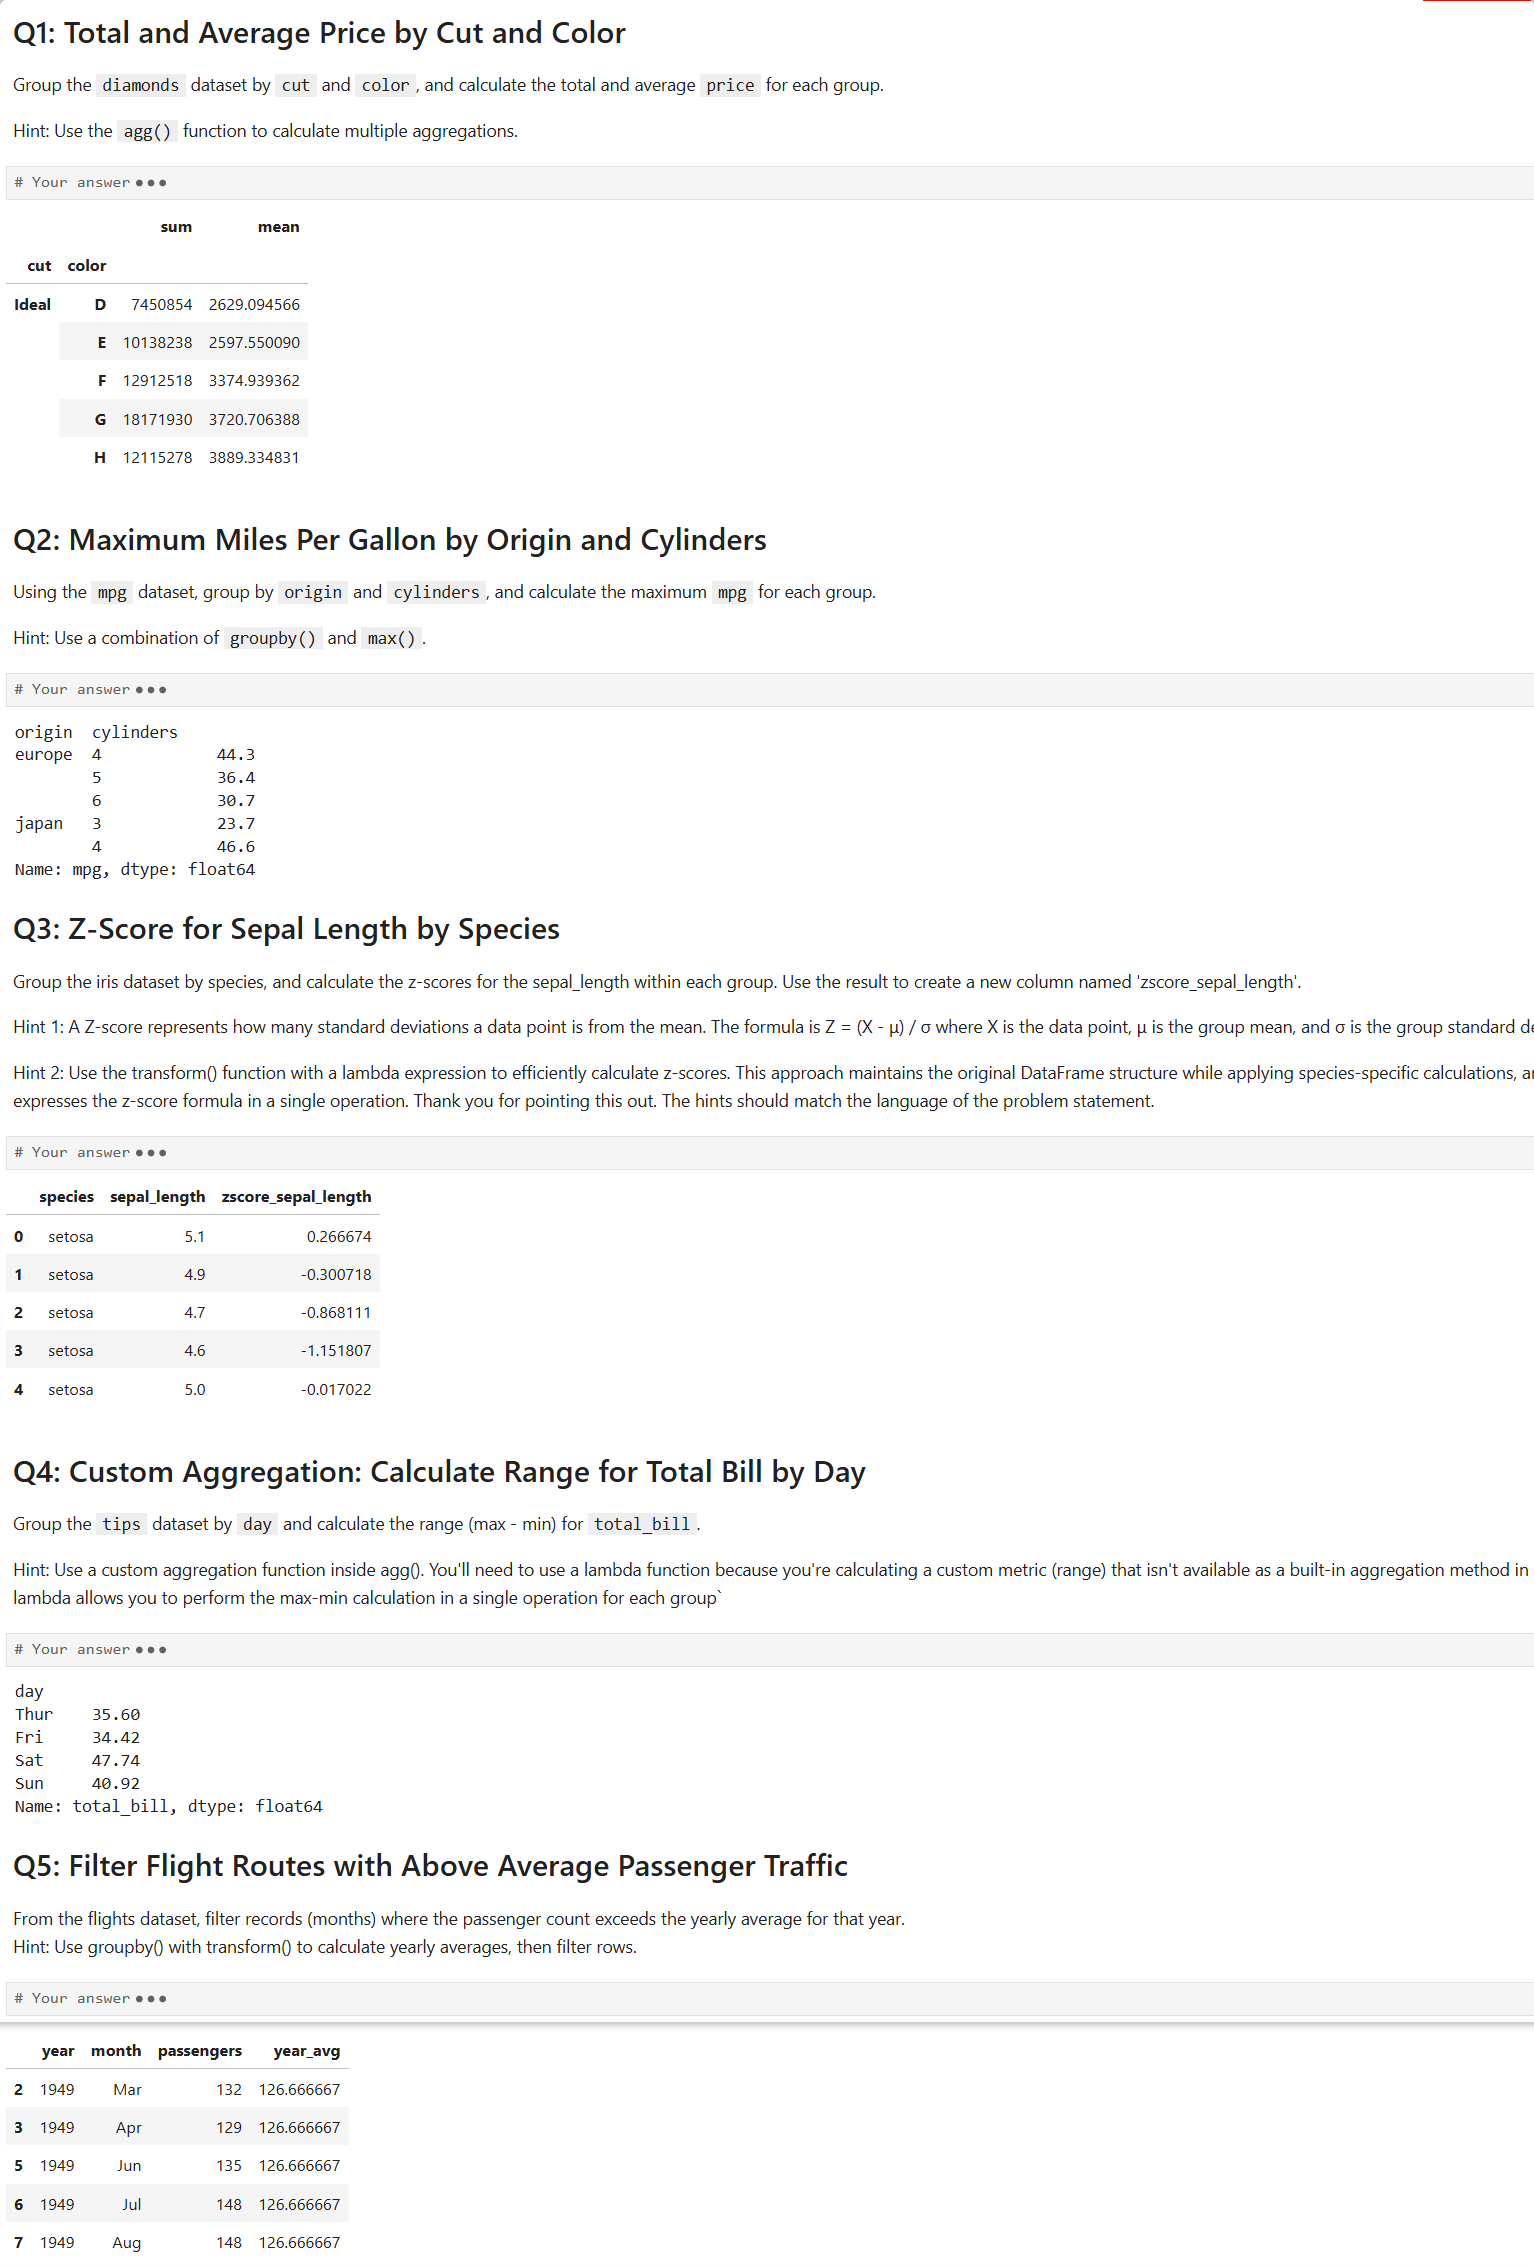 Q1: Total and Average Price by Cut and Color
Group the diamonds dataset by cut and color, and calculate the total and average price for each group.
Hint: Use the agg() function to calculate multiple aggregations.
# Your answer •••
sum mean
cut color
Ideal D 7450854 2629.094566
E 10138238 2597.550090
F 12912518 3374.939362
G 18171930 3720.706388
H 12115278 3889.334831
Q2: Maximum Miles Per Gallon by Origin and Cylinders
Using the mpg dataset, group by origin and cylinders, and calculate the maximum mpg for each group.
Hint: Use a combination of groupby() and max().
# Your answer •••
origin cylinders
europe 4 44.3
5 36.4
6 30.7
japan 3 23.7
4 46.6
Name: mpg, dtype: float64
Q3: Z-Score for Sepal Length by Species
Group the iris dataset by species, and calculate the z-scores for the sepal_length within each group. Use the result to create a new column named 'zscore_sepal_length'.
Hint 1: A Z-score represents how many standard deviations a data point is from the mean. The formula is Z = (X - μ) / σ where X is the data point, μ is the group mean, and σ is the group standard de
Hint 2: Use the transform() function with a lambda expression to efficiently calculate z-scores. This approach maintains the original DataFrame structure while applying species-specific calculations, an
expresses the z-score formula in a single operation. Thank you for pointing this out. The hints should match the language of the problem statement.
# Your answer •••
species sepal_length zscore_sepal_length
0 setosa 5.1 0.266674
1 setosa 4.9 -0.300718
2 setosa 4.7 -0.868111
3 setosa 4.6 -1.151807
4 setosa 5.0 -0.017022
Q4: Custom Aggregation: Calculate Range for Total Bill by Day
Group the tips dataset by day and calculate the range (max - min) for total_bill.
Hint: Use a custom aggregation function inside agg(). You'll need to use a lambda function because you're calculating a custom metric (range) that isn't available as a built-in aggregation method in
lambda allows you to perform the max-min calculation in a single operation for each group`
# Your answer •••
day
Thur 35.60
Fri 34.42
Sat 47.74
Sun 40.92
Name: total_bill, dtype: float64
Q5: Filter Flight Routes with Above Average Passenger Traffic
From the flights dataset, filter records (months) where the passenger count exceeds the yearly average for that year.
Hint: Use groupby() with transform() to calculate yearly averages, then filter rows.
# Your answer •••
year month passengers year_avg
2 1949 Mar 132 126.666667
3 1949 Apr 129 126.666667
5 1949 Jun 135 126.666667
6 1949 Jul 148 126.666667
7 1949 Aug 148 126.666667